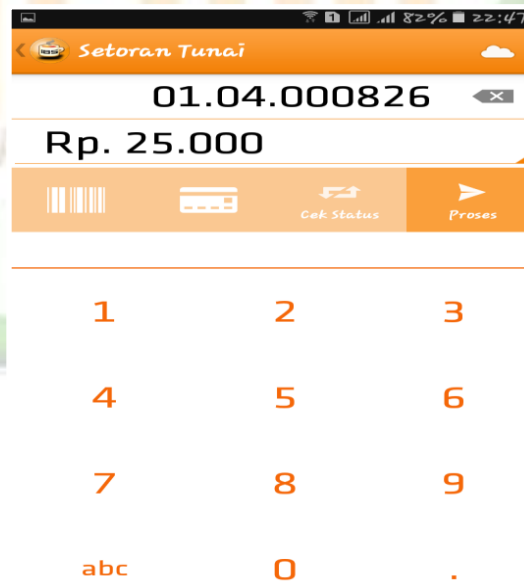 1 82% 22:47
Setoran Tunai
01.04.000826
Rp. 25.000
Cek Status Proses
1 2 3
4 5 6
7 8 9
abc 0 .